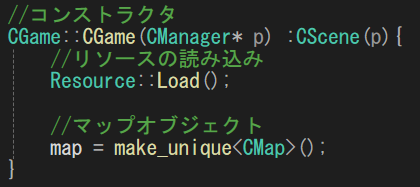 //コンストラクタ
CGame::CGame(CManager* p) :CScene(p){
//リソースの読み込み
Resource::Load();
//マップオブジェクト
map = make_unique<CMap>();
}